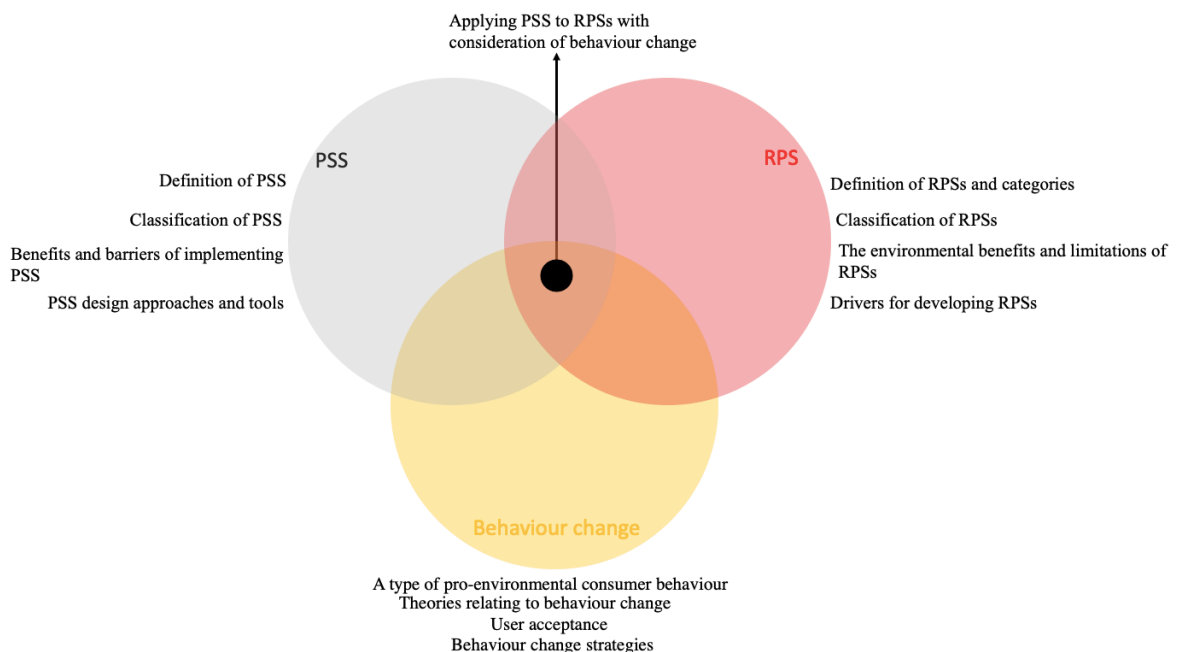 Applying PSS to RPSs with
consideration of behaviour change
PSS
Definition of PSS
Classification of PSS
Benefits and barriers of implementing
PSS
PSS design approaches and tools
RPS
Definition of RPSs and categories
Classification of RPSs
The environmental benefits and limitations of
RPSs
Drivers for developing RPSs
Behaviour change
A type of pro-environmental consumer behaviour
Theories relating to behaviour change
User acceptance
Behaviour change strategies